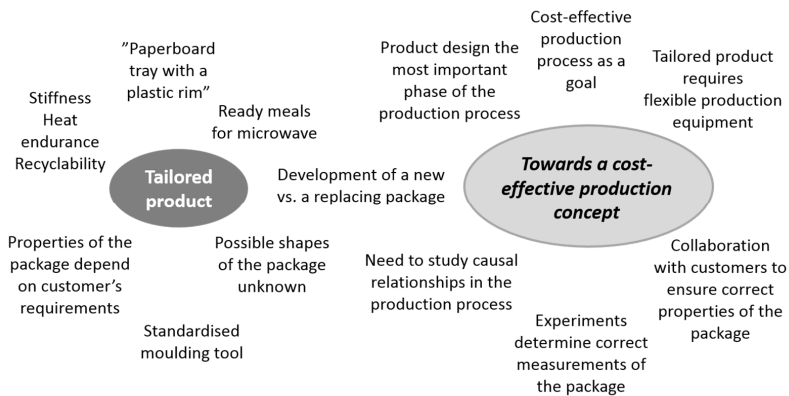 ”Paperboard
tray with a
plastic rim”
Stiffness
Heat
endurance
Recyclability
Ready meals
for microwave
Tailored
product
Properties of the
package depend
on customer’s
requirements
Possible shapes
of the package
unknown
Standardised
moulding tool
Development of a new
vs. a replacing package
Product design the
most important
phase of the
production process
Cost-effective
production
process as a
goal
Tailored product
requires
flexible production
equipment
Towards a cost-
effective production
concept
Need to study causal
relationships in the
production process
Experiments
determine correct
measurements of
the package
Collaboration
with customers to
ensure correct
properties of the
package